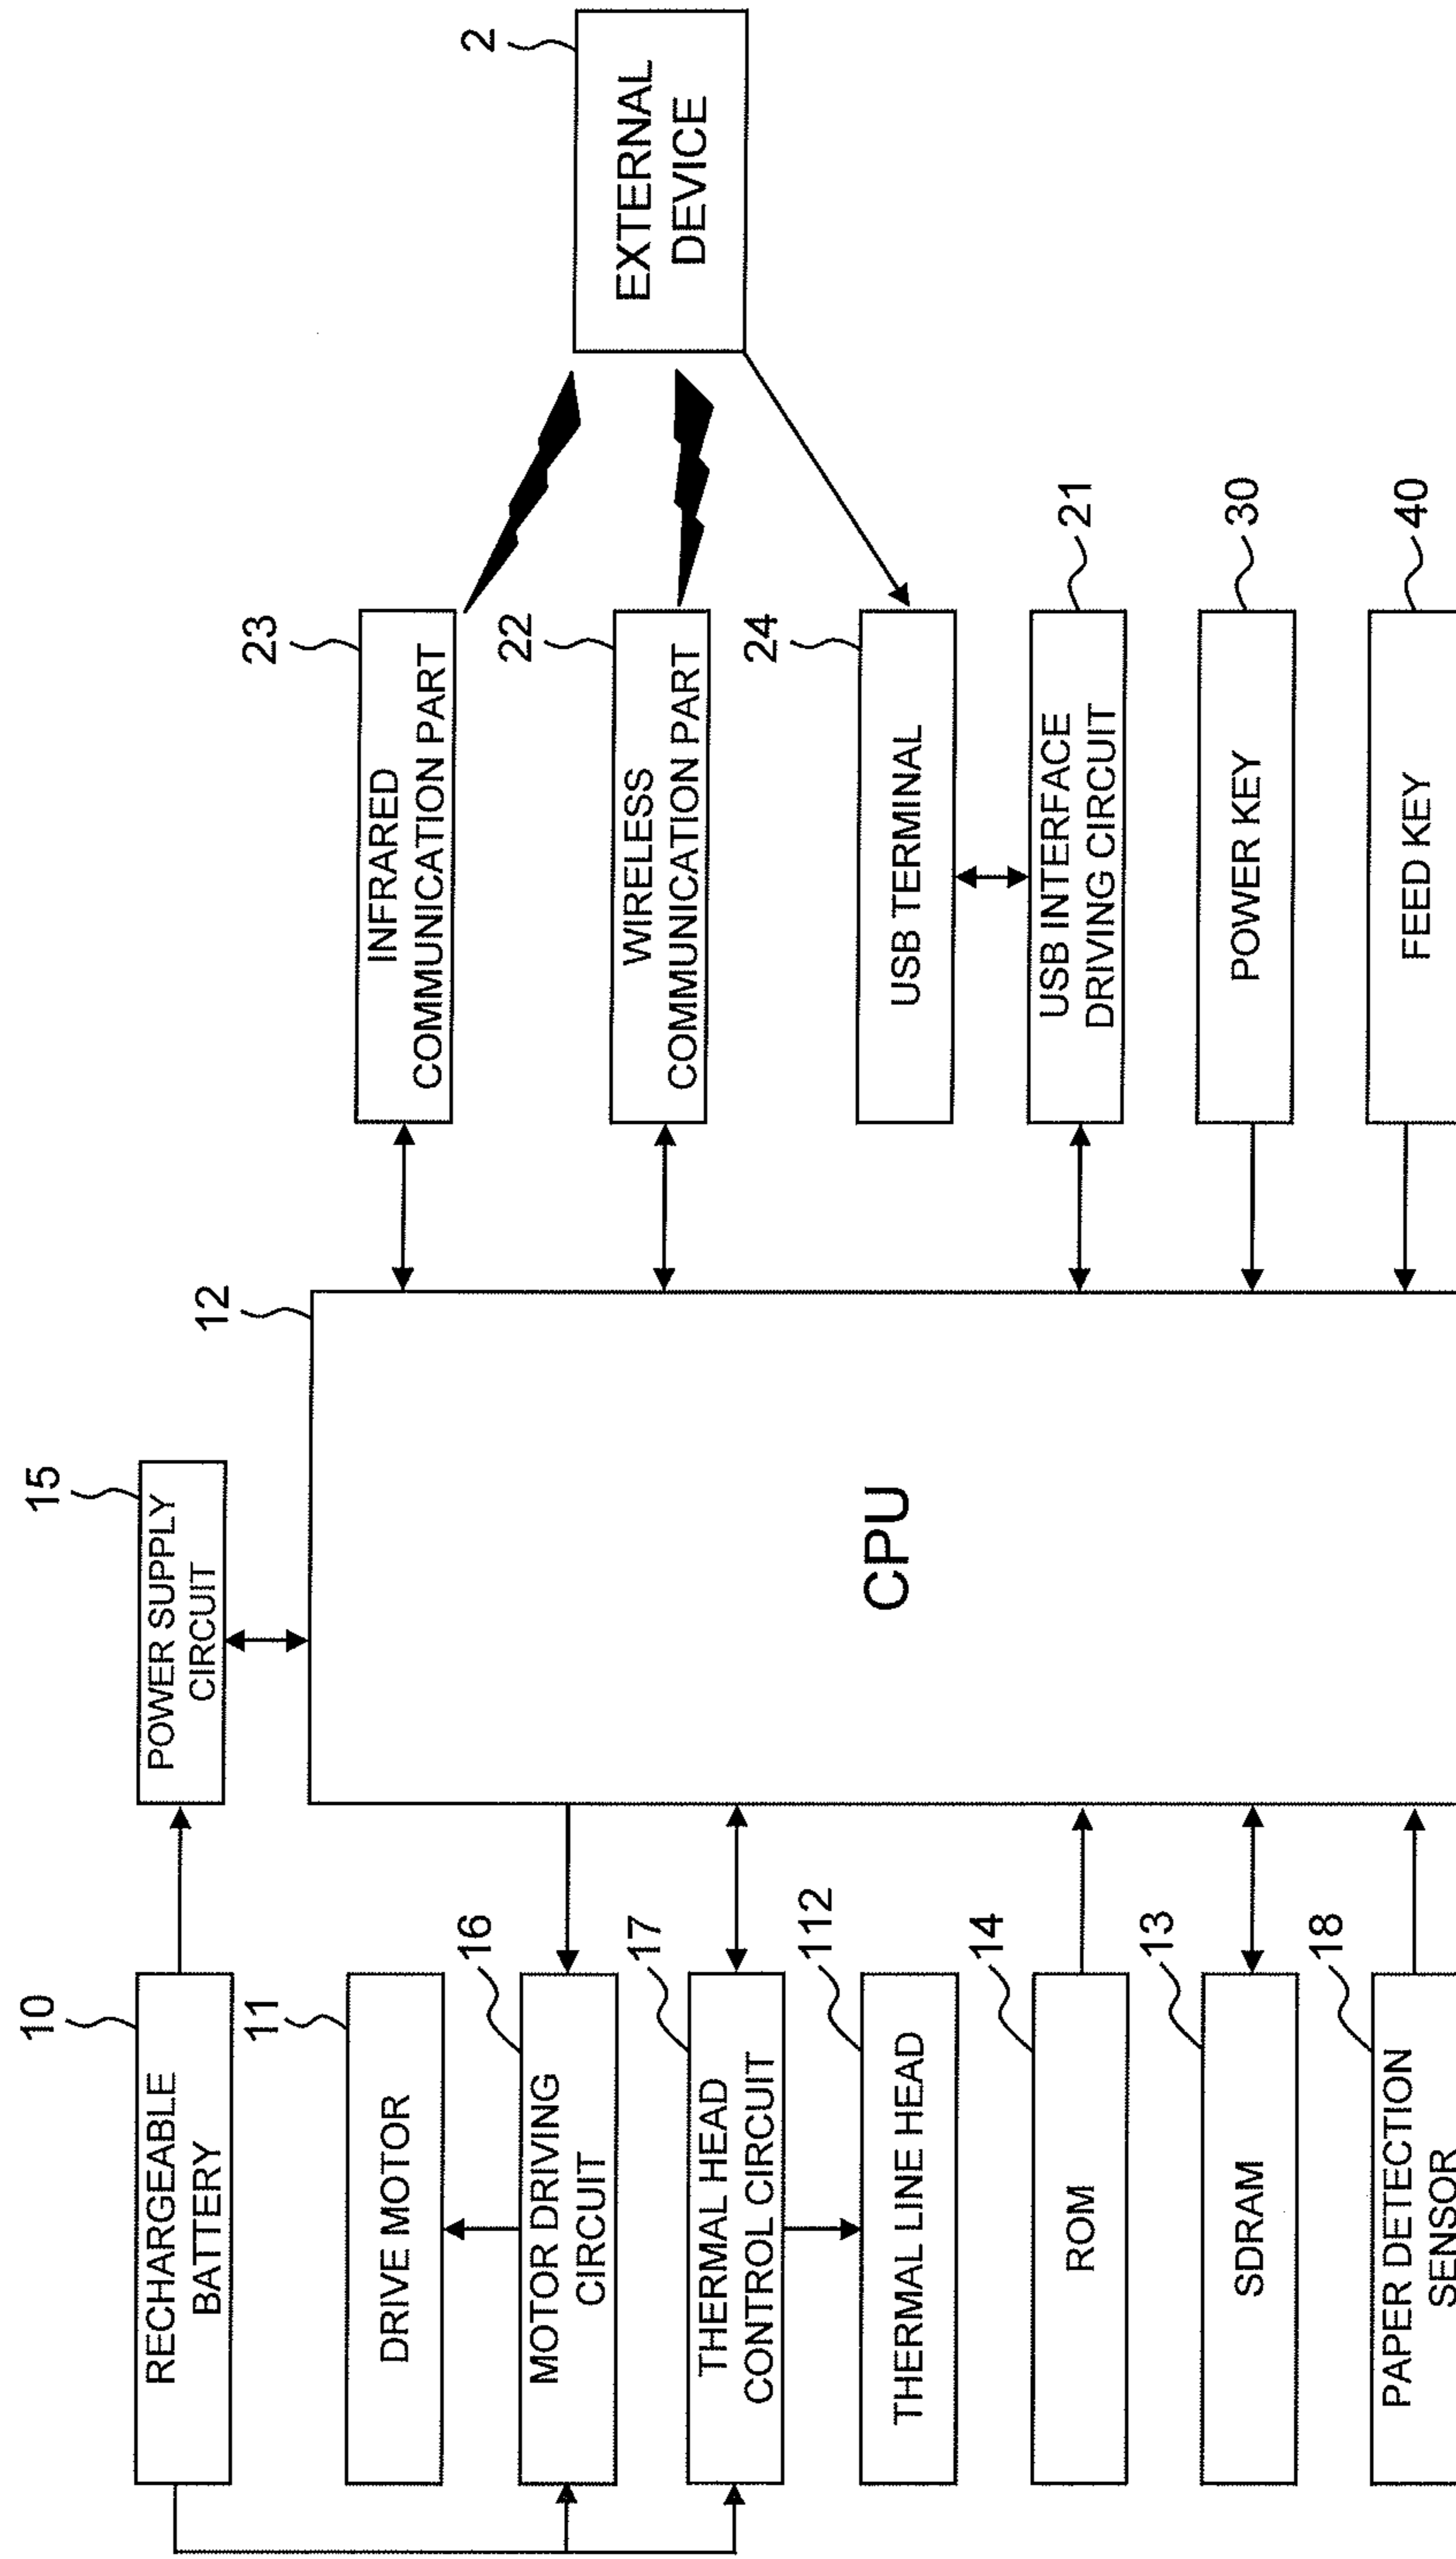 10
RECHARGEABLE
BATTERY
15
POWER SUPPLY
CIRCUIT
11
DRIVE MOTOR
16
MOTOR DRIVING
CIRCUIT
17
THERMAL HEAD
CONTROL CIRCUIT
112
THERMAL LINE HEAD
14
ROM
13
SDRAM
18
PAPER DETECTION
SENSOR
12
CPU
23
INFRARED
COMMUNICATION PART
22
WIRELESS
COMMUNICATION PART
24
USB TERMINAL
21
USB INTERFACE
DRIVING CIRCUIT
30
POWER KEY
40
FEED KEY
2
EXTERNAL
DEVICE